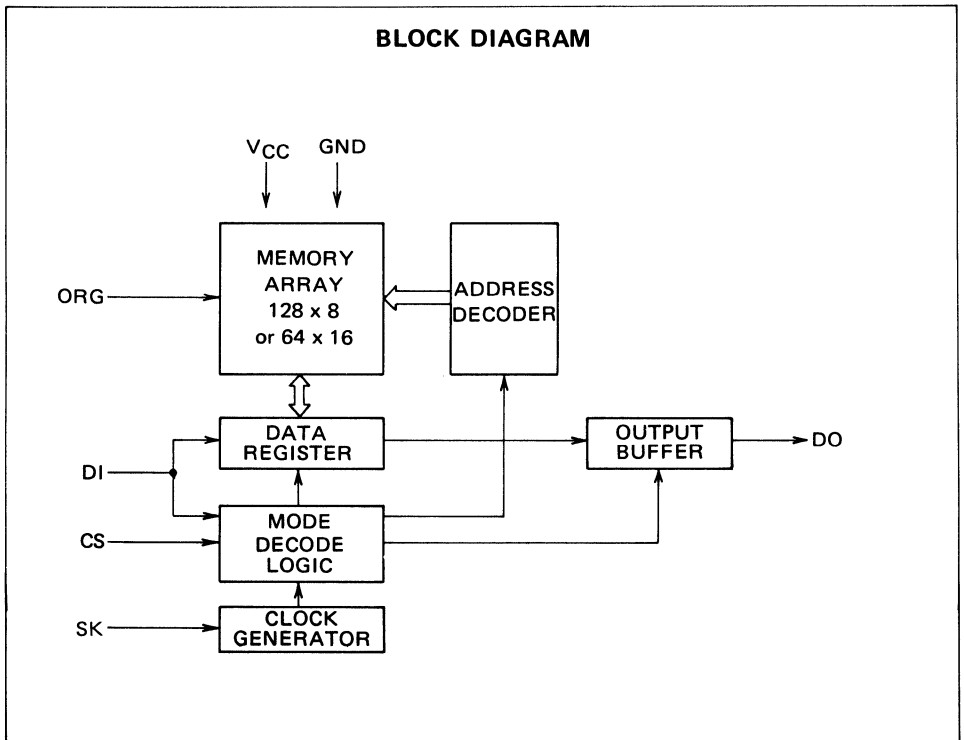 BLOCK DIAGRAM
VCC GND
MEMORY
ARRAY
128 x 8
or 64 x 16
ADDRESS
DECODER
ORG
DATA
REGISTER
OUTPUT
BUFFER
DO
DI
MODE
DECODE
LOGIC
CS
CLOCK
GENERATOR
SK